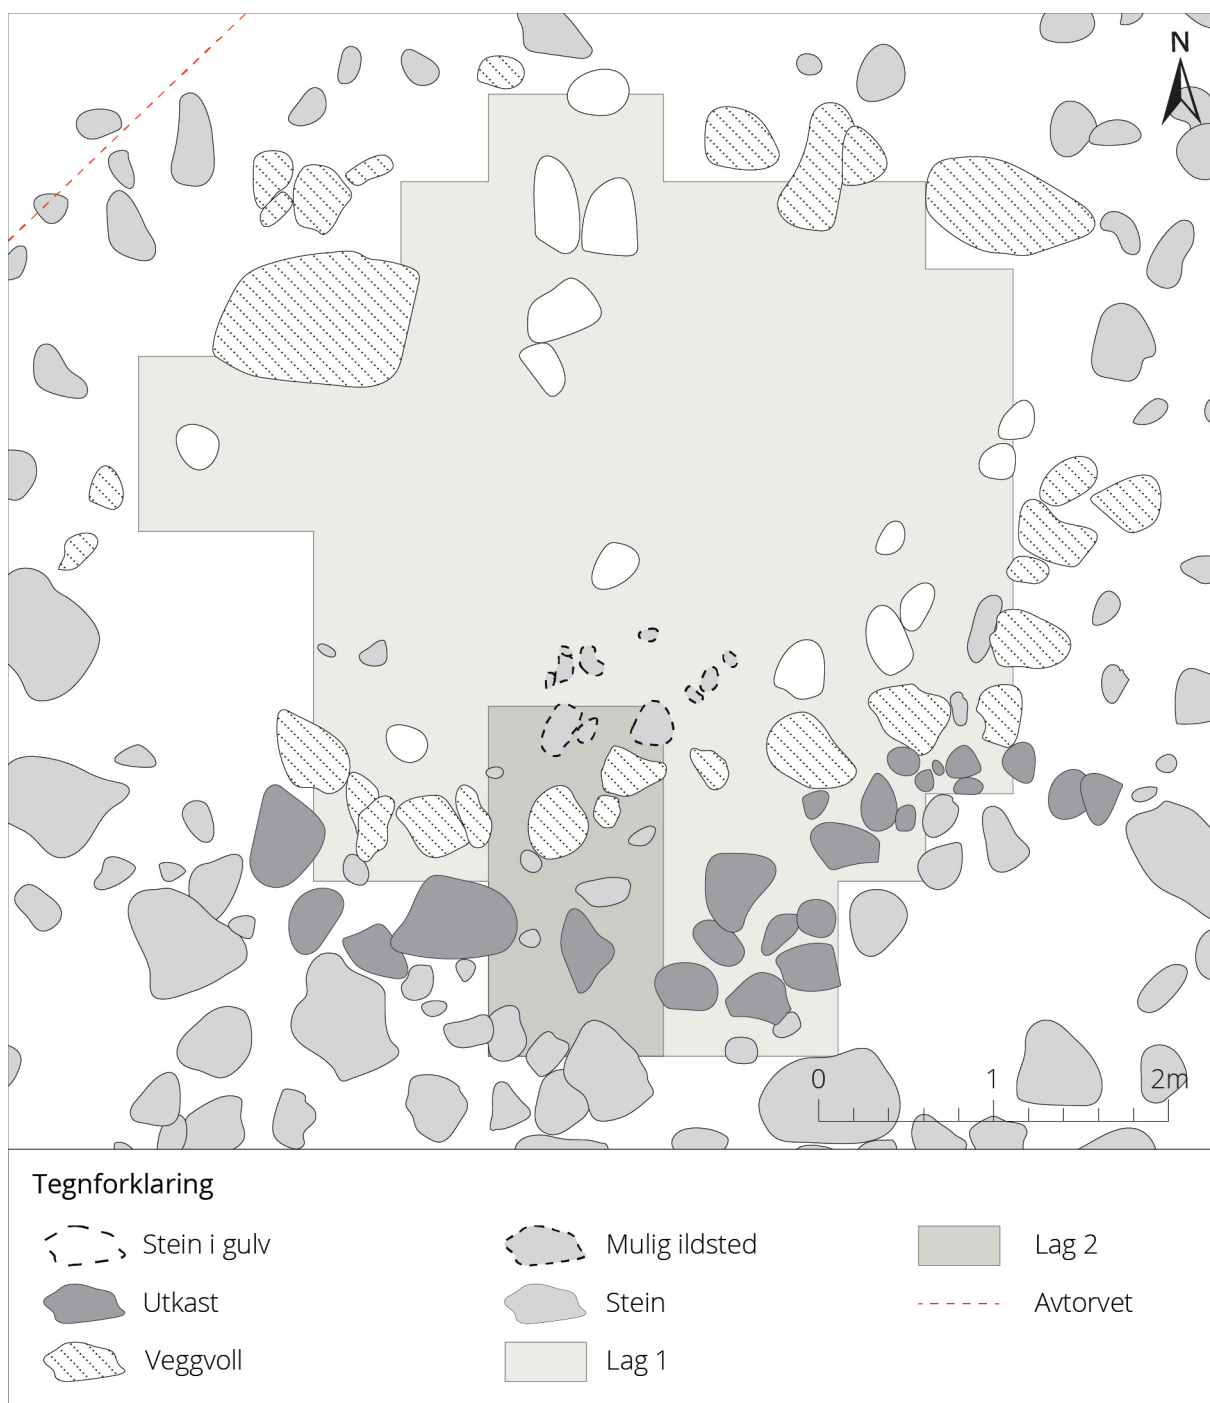 N
0 1 2m
Tegnforklaring
Stein i gulv Mulig ildsted Lag 2
Utkast Stein Avtorvet
Veggvoll Lag 1